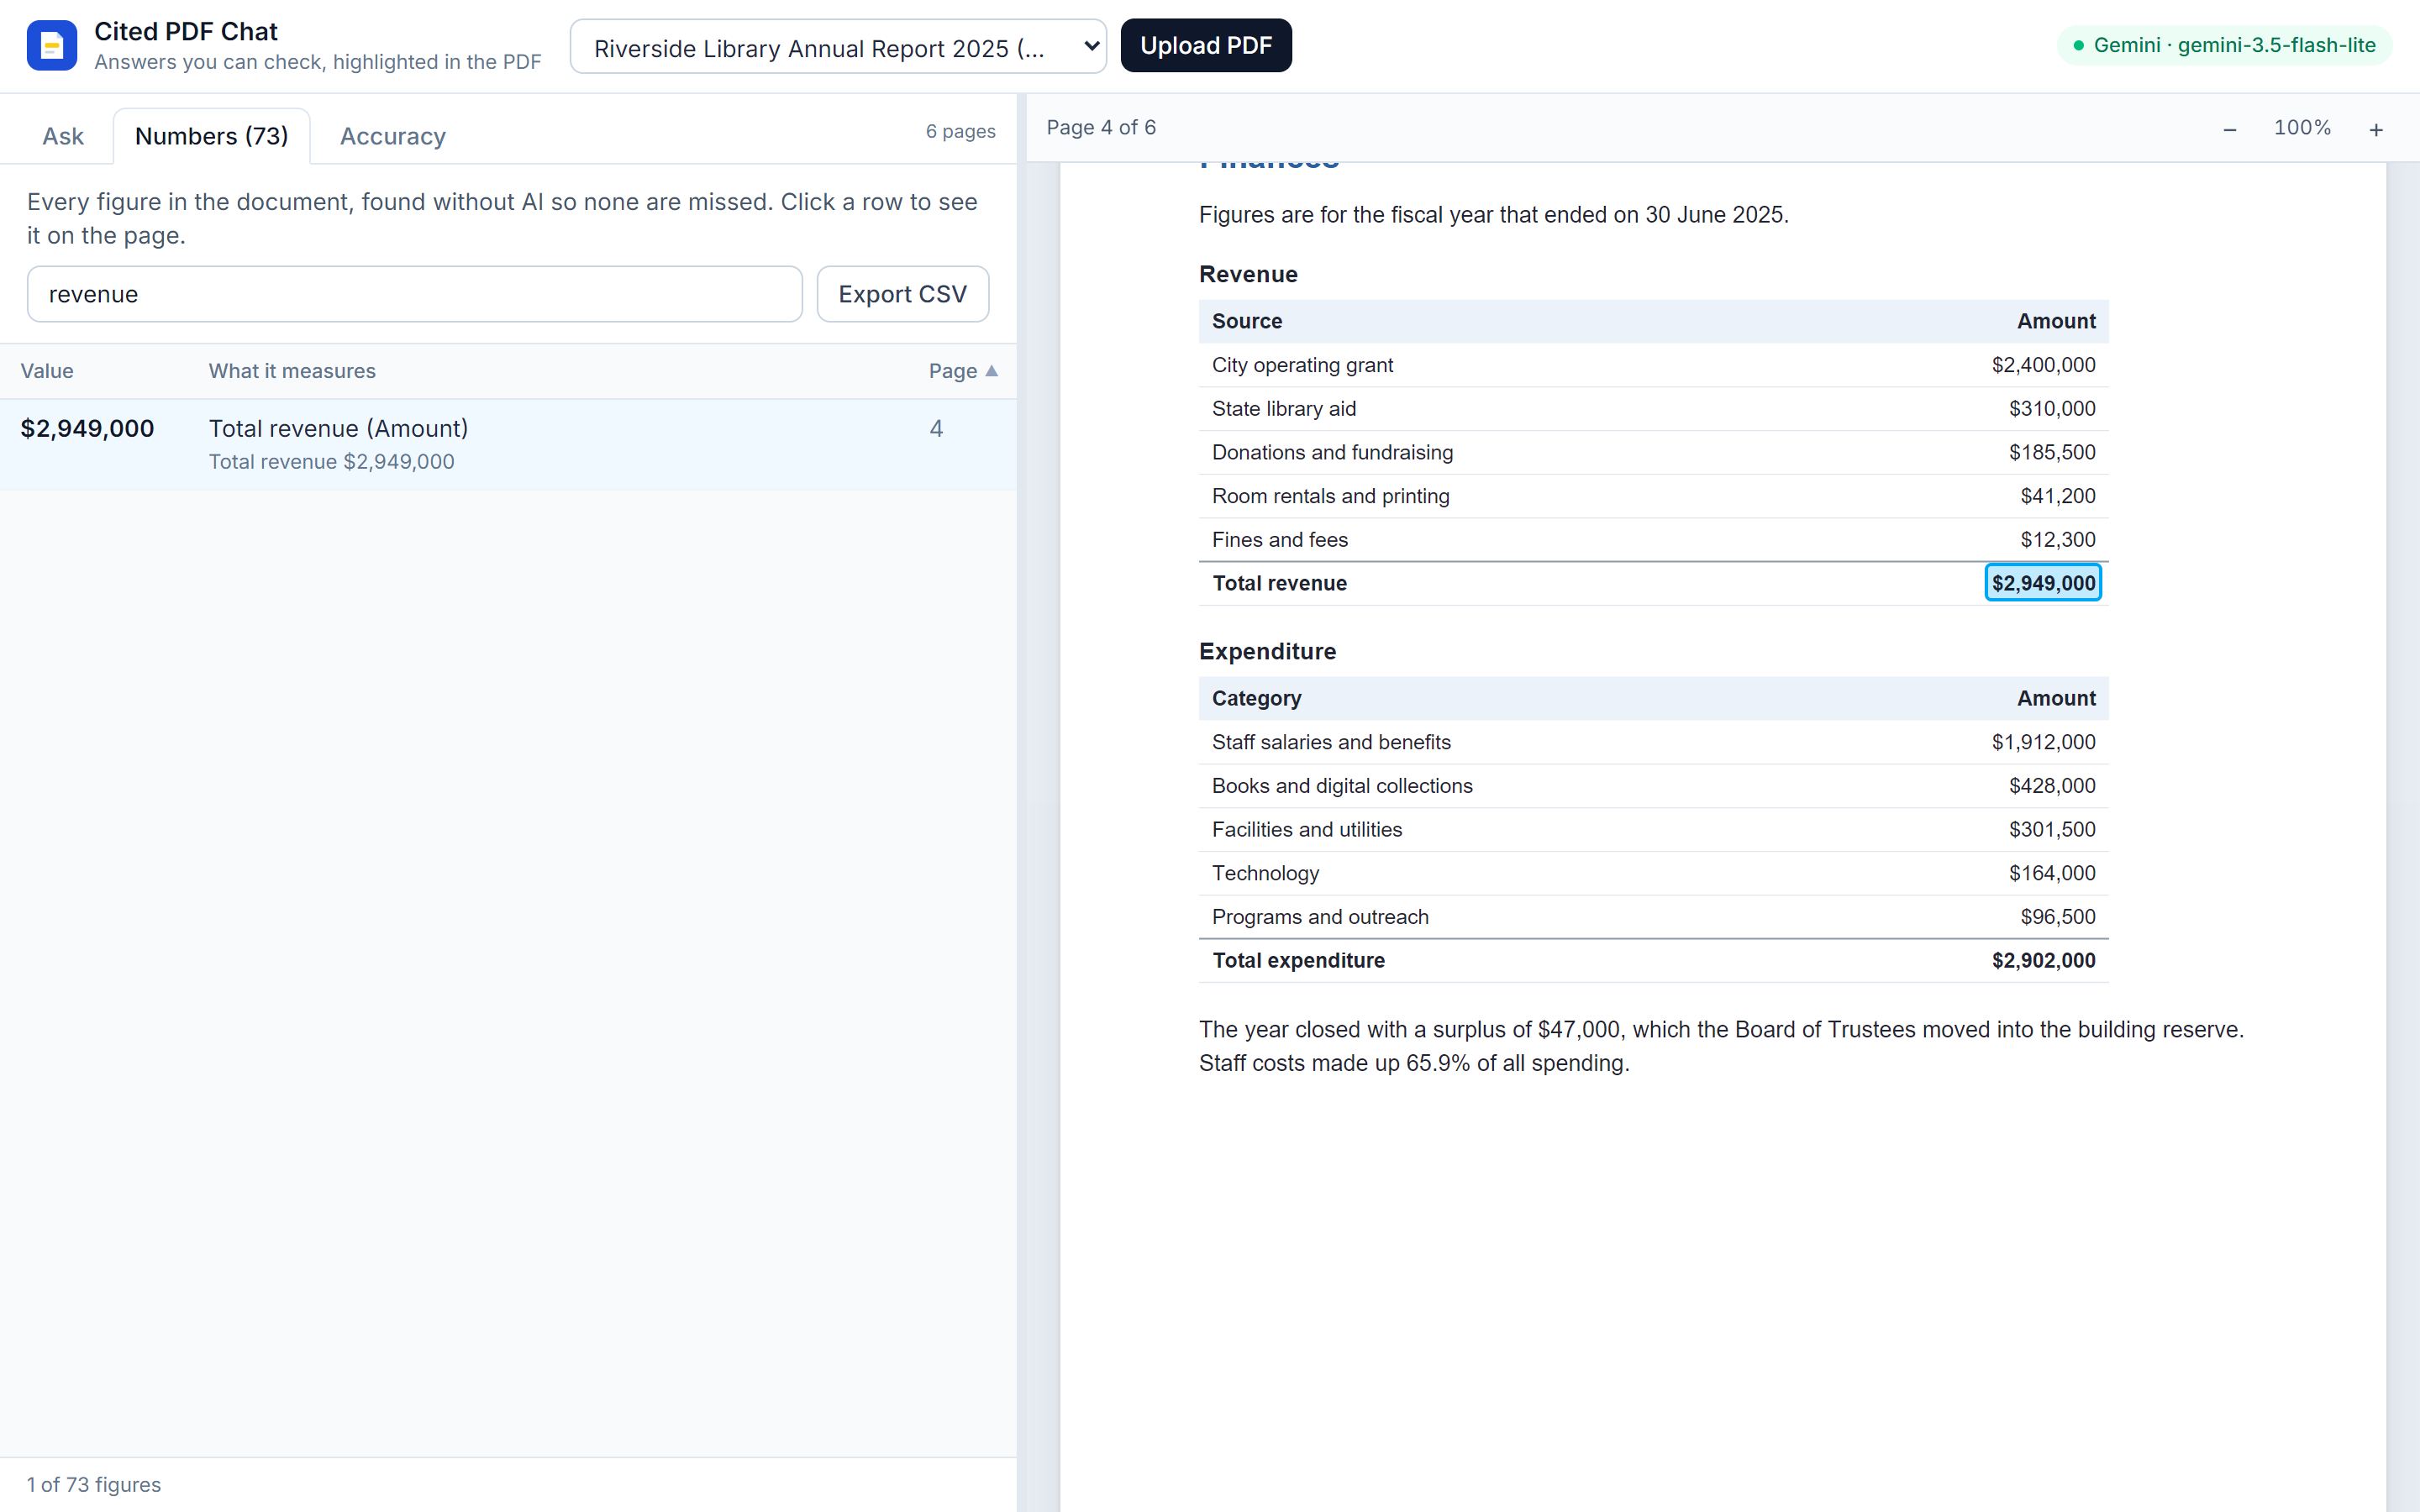 Cited PDF Chat
Answers you can check, highlighted in the PDF
Riverside Library Annual Report 2025 (...
Upload PDF
Gemini · gemini-3.5-flash-lite
Ask
Numbers (73)
Accuracy
6 pages
Every figure in the document, found without AI so none are missed. Click a row to see
it on the page.
revenue
Export CSV
Value What it measures Page ▲
$2,949,000 Total revenue (Amount) 4
Total revenue $2,949,000
1 of 73 figures
Page 4 of 6
− 100% +
Finances
Figures are for the fiscal year that ended on 30 June 2025.
Revenue
Source Amount
City operating grant $2,400,000
State library aid $310,000
Donations and fundraising $185,500
Room rentals and printing $41,200
Fines and fees $12,300
Total revenue $2,949,000
Expenditure
Category Amount
Staff salaries and benefits $1,912,000
Books and digital collections $428,000
Facilities and utilities $301,500
Technology $164,000
Programs and outreach $96,500
Total expenditure $2,902,000
The year closed with a surplus of $47,000, which the Board of Trustees moved into the building reserve.
Staff costs made up 65.9% of all spending.